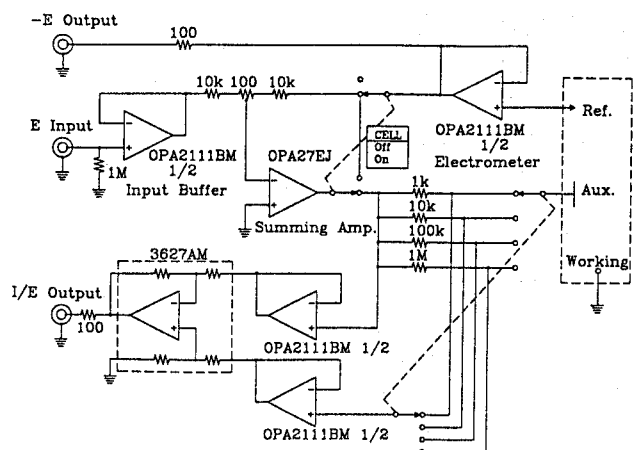 -E Output
100
10k 100 10k
E Input
1M
OPA2111BM
1/2
Input Buffer
OPA27EJ
Summing Amp.
CELL
Off
On
OPA2111BM
1/2
Electrometer
Ref.
Aux.
Working
1k
10k
100k
1M
3627AM
I/E Output
100
OPA2111BM 1/2
OPA2111BM 1/2